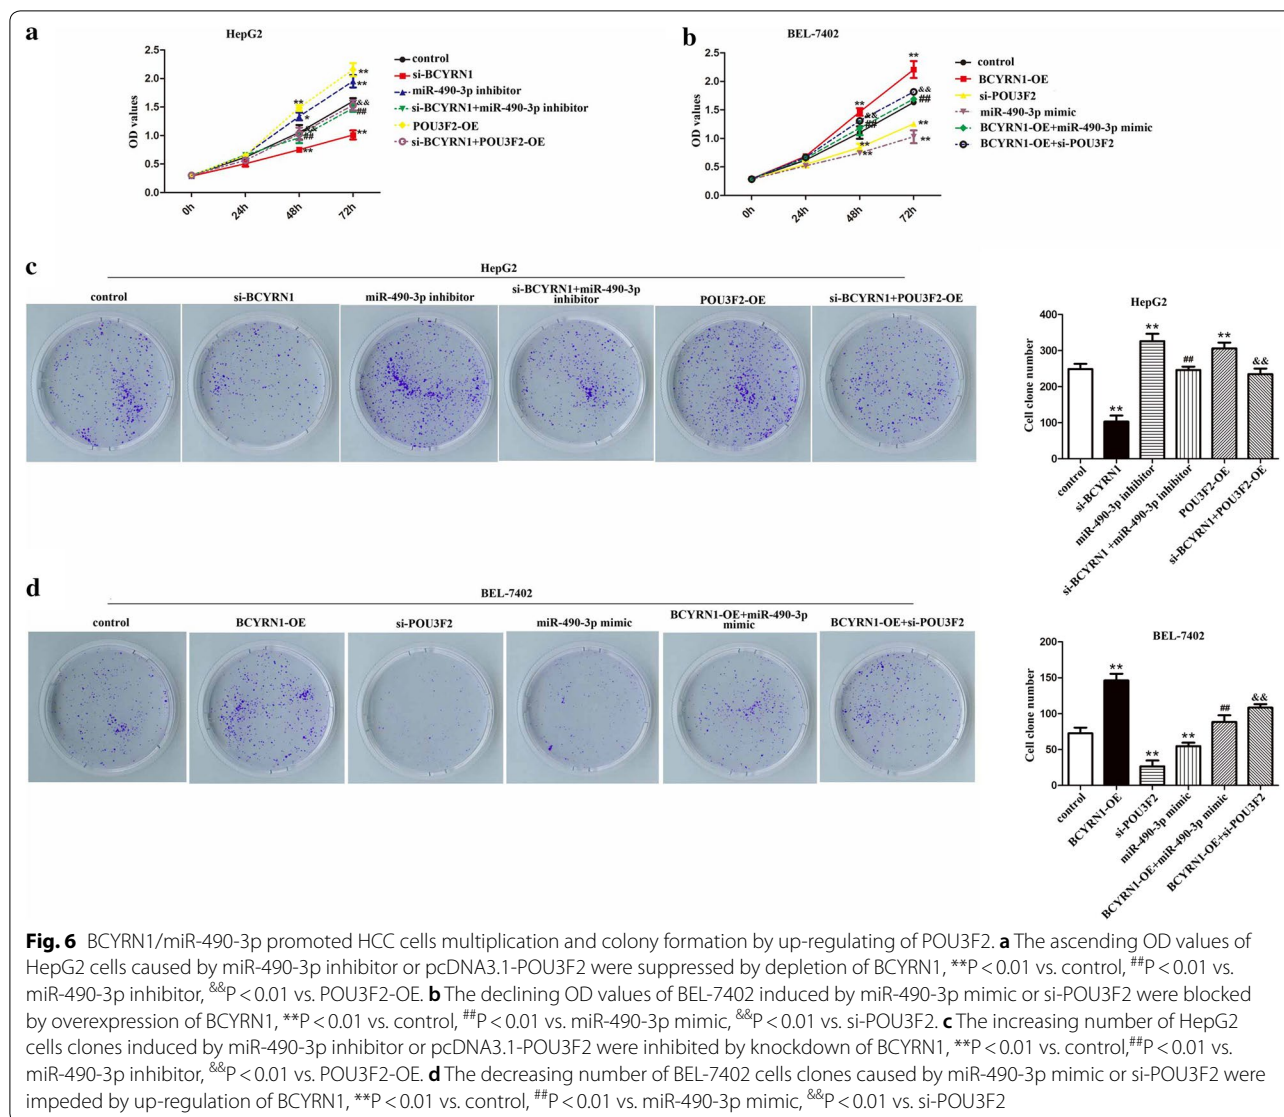 a
HepG2
OD values
2.5
2.0
1.5
1.0
0.5
0.0
0h
24h
48h
72h
control
si-BCYRN1
miR-490-3p inhibitor
si-BCYRN1+miR-490-3p inhibitor
POU3F2-OE
si-BCYRN1+POU3F2-OE
**
*
&&
##
**
**
**
&&
##
**
b
BEL-7402
OD values
2.5
2.0
1.5
1.0
0.5
0.0
0h
24h
48h
72h
control
BCYRN1-OE
si-POU3F2
miR-490-3p mimic
BCYRN1-OE+miR-490-3p mimic
BCYRN1-OE+si-POU3F2
**
&&
##
**
**
**
&&
##
**
**
c
HepG2
control
si-BCYRN1
miR-490-3p inhibitor
si-BCYRN1+miR-490-3p
inhibitor
POU3F2-OE
si-BCYRN1+POU3F2-OE
HepG2
Cell clone number
400
300
200
100
0
**
**
##
**
&&
control
si-BCYRN1
miR-490-3p inhibitor
si-BCYRN1 +miR-490-3p inhibitor
POU3F2-OE
si-BCYRN1+POU3F2-OE
d
BEL-7402
control
BCYRN1-OE
si-POU3F2
miR-490-3p mimic
BCYRN1-OE+miR-490-3p
mimic
BCYRN1-OE+si-POU3F2
BEL-7402
Cell clone number
200
150
100
50
0
**
**
**
##
&&
control
BCYRN1-OE
si-POU3F2
miR-490-3p mimic
BCYRN1-OE+miR-490-3p mimic
BCYRN1-OE+si-POU3F2
Fig. 6 BCYRN1/miR-490-3p promoted HCC cells multiplication and colony formation by up-regulating of POU3F2. a The ascending OD values of
HepG2 cells caused by miR-490-3p inhibitor or pcDNA3.1-POU3F2 were suppressed by depletion of BCYRN1, **P < 0.01 vs. control, ##P < 0.01 vs.
miR-490-3p inhibitor, &&P < 0.01 vs. POU3F2-OE. b The declining OD values of BEL-7402 induced by miR-490-3p mimic or si-POU3F2 were blocked
by overexpression of BCYRN1, **P < 0.01 vs. control, ##P < 0.01 vs. miR-490-3p mimic, &&P < 0.01 vs. si-POU3F2. c The increasing number of HepG2
cells clones induced by miR-490-3p inhibitor or pcDNA3.1-POU3F2 were inhibited by knockdown of BCYRN1, **P < 0.01 vs. control,##P < 0.01 vs.
miR-490-3p inhibitor, &&P < 0.01 vs. POU3F2-OE. d The decreasing number of BEL-7402 cells clones caused by miR-490-3p mimic or si-POU3F2 were
impeded by up-regulation of BCYRN1, **P < 0.01 vs. control, ##P < 0.01 vs. miR-490-3p mimic, &&P < 0.01 vs. si-POU3F2